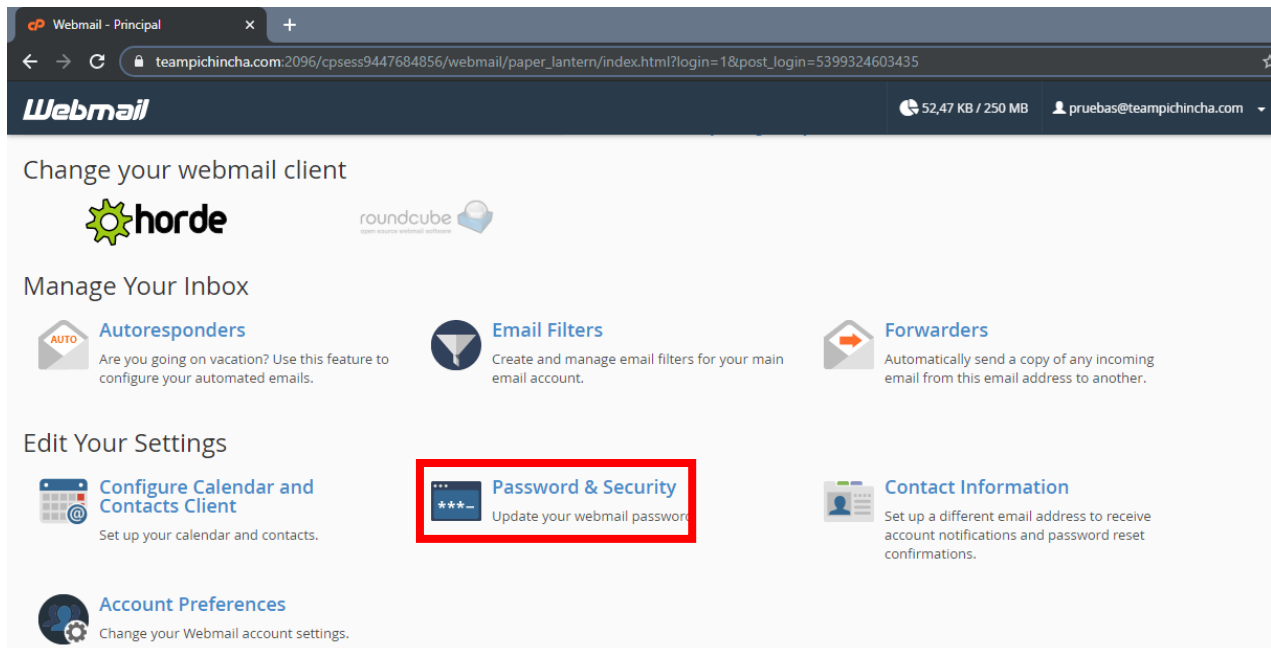 Webmail - Principal
teampichincha.com:2096/cpsess9447684856/webmail/paper_lantern/index.html?login=1&post_login=5399324603435
Webmail
52,47 KB / 250 MB
pruebas@teampichincha.com
Change your webmail client
horde
roundcube
open source webmail software
Manage Your Inbox
AUTO
Autoresponders
Are you going on vacation? Use this feature to
configure your automated emails.
Email Filters
Create and manage email filters for your main
email account.
Forwarders
Automatically send a copy of any incoming
email from this email address to another.
Edit Your Settings
Configure Calendar and
Contacts Client
Set up your calendar and contacts.
***_
Password & Security
Update your webmail password
Contact Information
Set up a different email address to receive
account notifications and password reset
confirmations.
Account Preferences
Change your Webmail account settings.